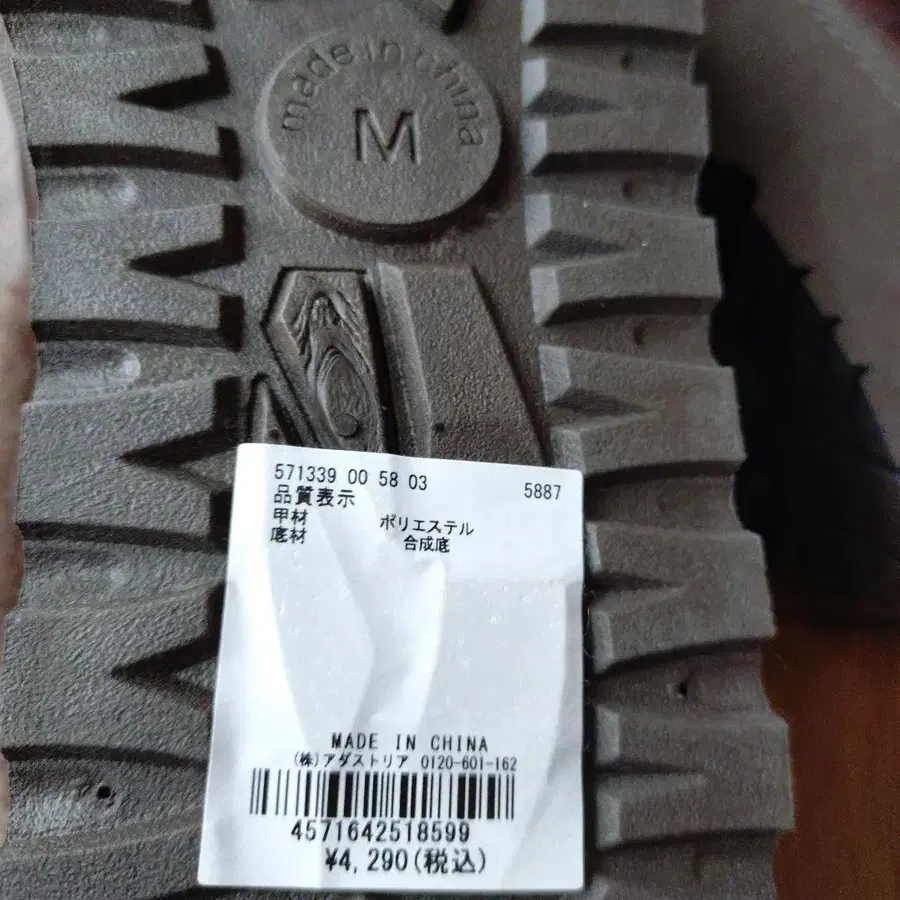 made in china
M
571339 00 58 03 5887
品質表示
甲材 ポリエステル
底材 合成底
MADE IN CHINA
(株)アダストリア 0120-601-162
4571642518599
¥4,290(税込)